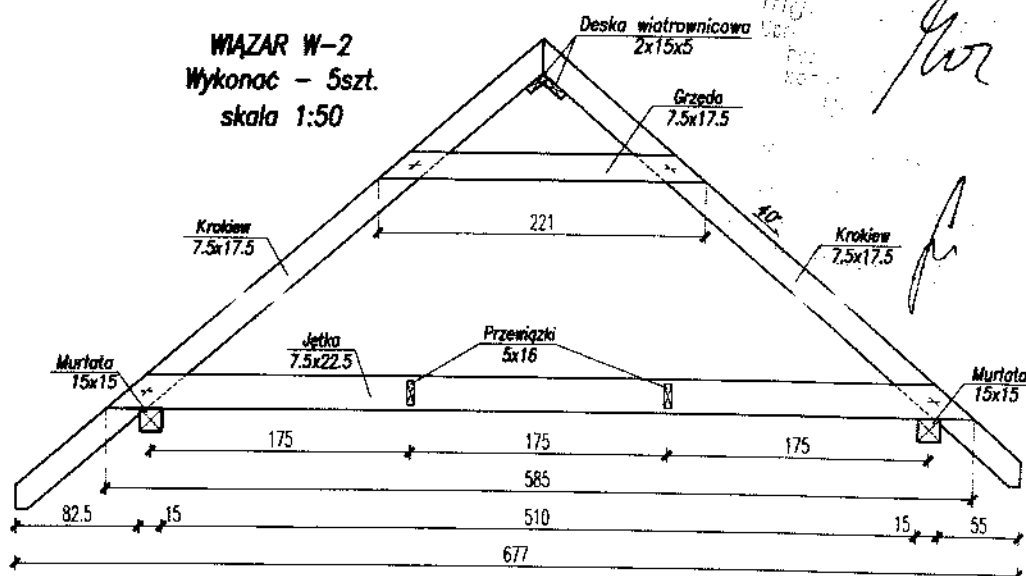 WIĄZAR W-2
Wykonać - 5szt.
skala 1:50
Deska wiatrownicowa
2x15x5
Grzęda
7.5x17.5
40°
221
Krokiew
7.5x17.5
Krokiew
7.5x17.5
Jętka
7.5x22.5
Przewiązki
5x16
Murłata
15x15
Murłata
15x15
175 175 175
585
82.5 15 510 15 55
677